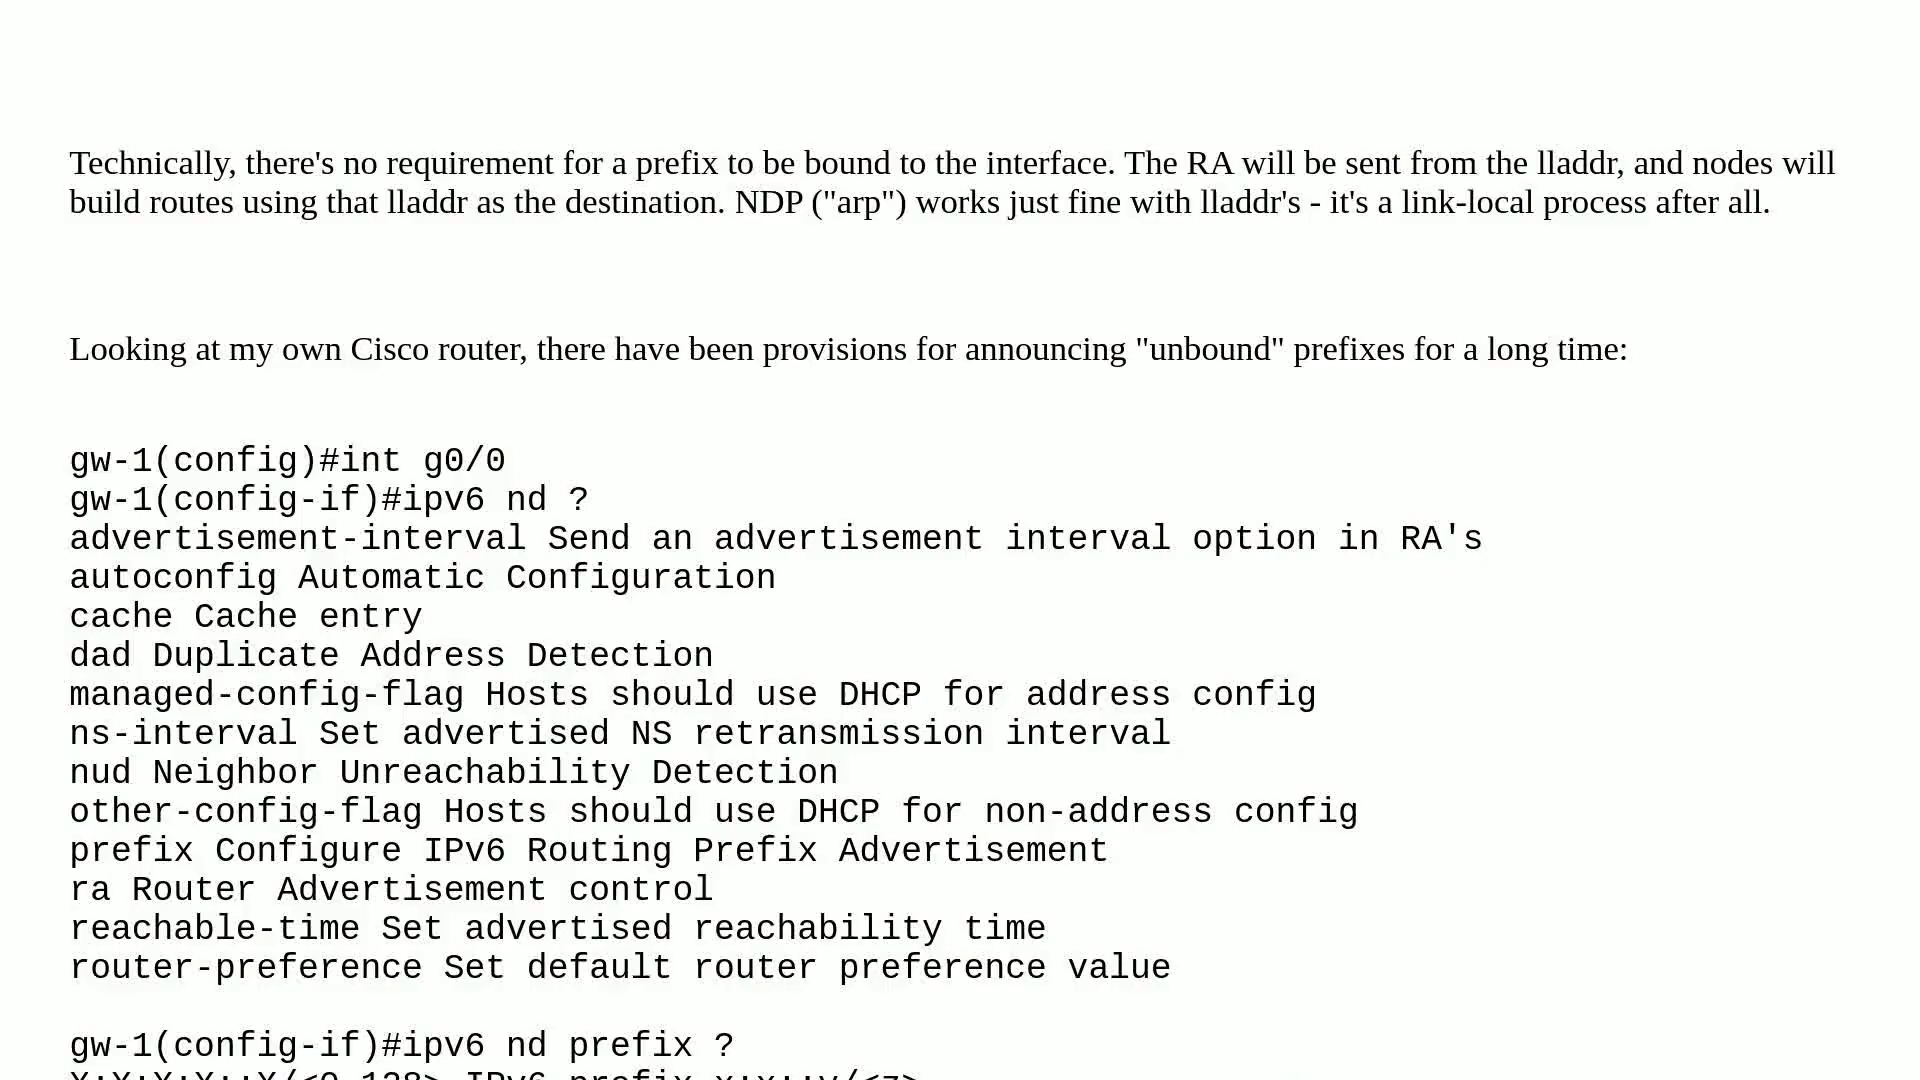 Technically, there's no requirement for a prefix to be bound to the interface. The RA will be sent from the lladdr, and nodes will
build routes using that lladdr as the destination. NDP ("arp") works just fine with lladdr's - it's a link-local process after all.
Looking at my own Cisco router, there have been provisions for announcing "unbound" prefixes for a long time:
gw-1(config)#int g0/0
gw-1(config-if)#ipv6 nd ?
advertisement-interval Send an advertisement interval option in RA's
autoconfig Automatic Configuration
cache Cache entry
dad Duplicate Address Detection
managed-config-flag Hosts should use DHCP for address config
ns-interval Set advertised NS retransmission interval
nud Neighbor Unreachability Detection
other-config-flag Hosts should use DHCP for non-address config
prefix Configure IPv6 Routing Prefix Advertisement
ra Router Advertisement control
reachable-time Set advertised reachability time
router-preference Set default router preference value
gw-1(config-if)#ipv6 nd prefix ?
X:X:X:X::X/<0-128> IPv6 prefix x:x::y/<z>